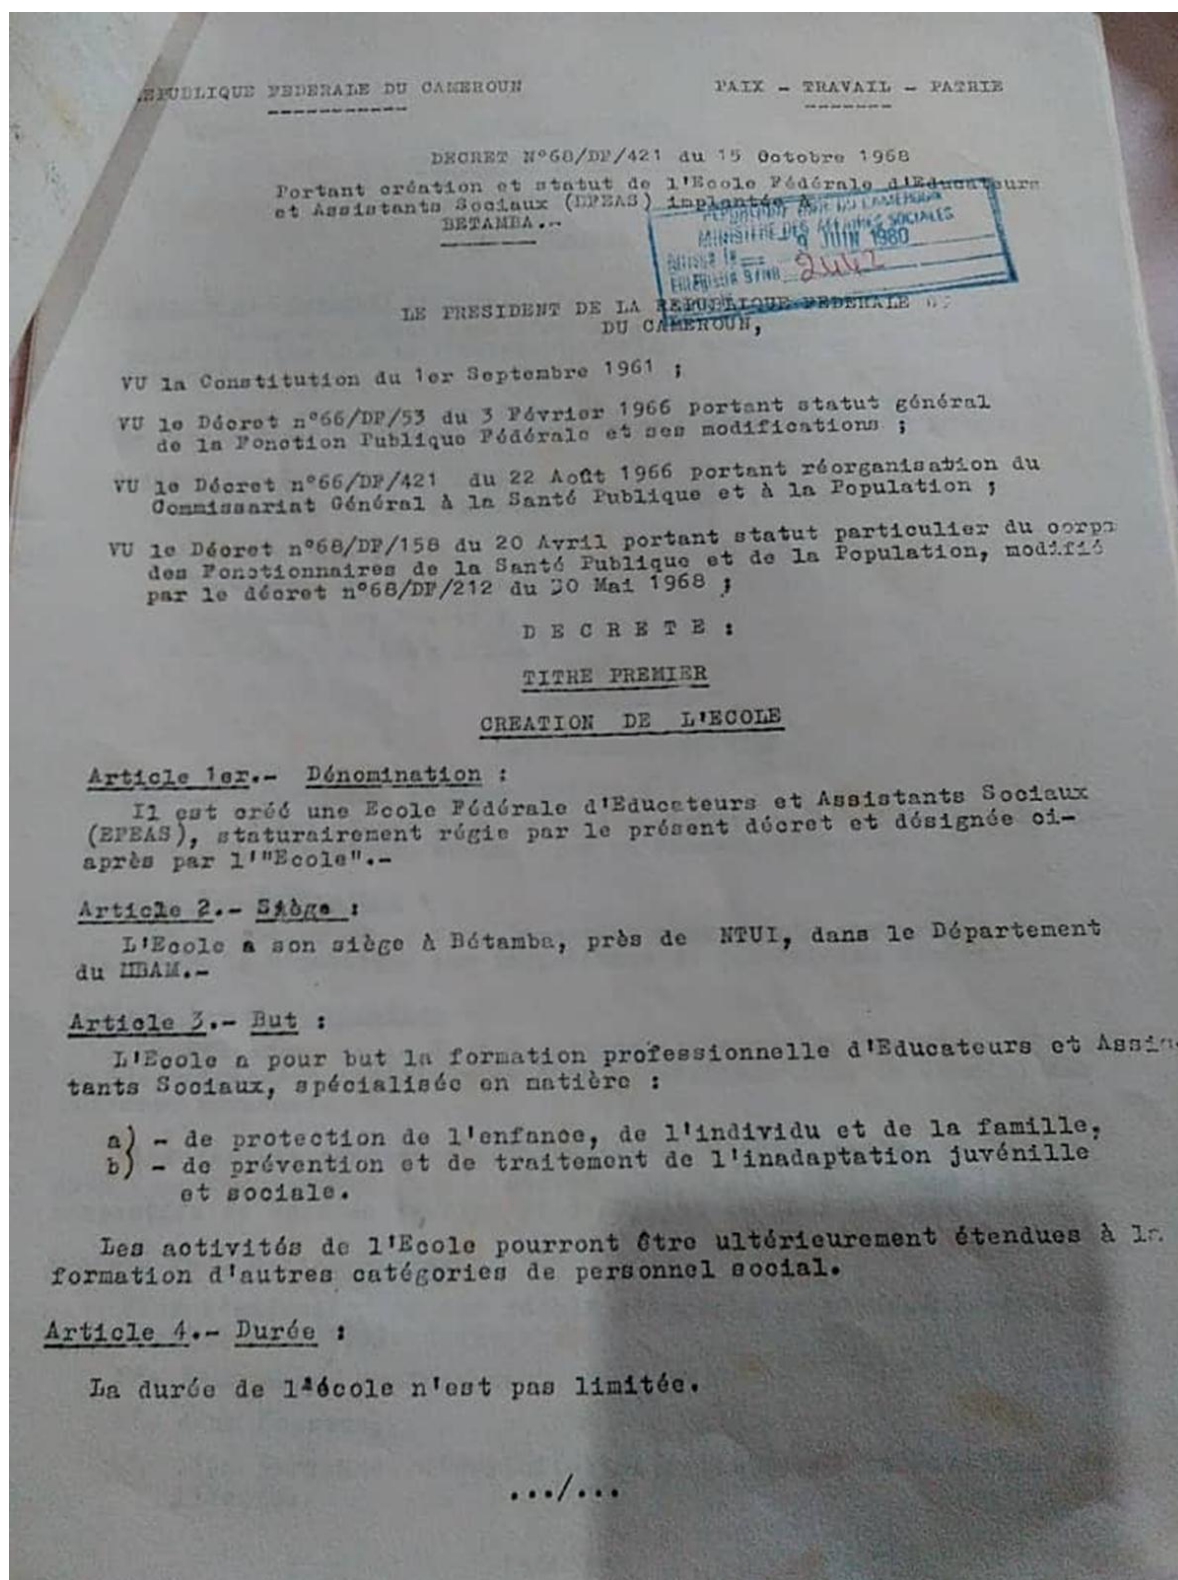 REPUBLIQUE FEDERALE DU CAMEROUN
PAIX - TRAVAIL - PATRIE
DECRET N°68/DF/421 du 15 Octobre 1968
Portant création et statut de l'Ecole Fédérale d'Educateurs
et Assistants Sociaux (EFEAS) implantée à
BETAMBA.-
REPUBLIQUE UNIE DU CAMEROUN
MINISTERE DES AFFAIRES SOCIALES
9 JUIN 1980
2442
LE PRESIDENT DE LA REPUBLIQUE FEDERALE
DU CAMEROUN,
VU la Constitution du 1er Septembre 1961 ;
VU le Décret n°66/DF/53 du 3 Février 1966 portant statut général
de la Fonction Publique Fédérale et ses modifications ;
VU le Décret n°66/DF/421 du 22 Août 1966 portant réorganisation du
Commissariat Général à la Santé Publique et à la Population ;
VU le Décret n°68/DF/158 du 20 Avril portant statut particulier du corps
des Fonctionnaires de la Santé Publique et de la Population, modifié
par le décret n°68/DF/212 du 30 Mai 1968 ;
D E C R E T E :
TITRE PREMIER
CREATION DE L'ECOLE
Article 1er.- Dénomination :
Il est créé une Ecole Fédérale d'Educateurs et Assistants Sociaux
(EFEAS), staturairement régie par le présent décret et désignée ci-
après par l'"Ecole".-
Article 2.- Siège :
L'Ecole a son siège à Bétamba, près de NTUI, dans le Département
du MBAM.-
Article 3.- But :
L'Ecole a pour but la formation professionnelle d'Educateurs et Assis-
tants Sociaux, spécialisée en matière :
a) - de protection de l'enfance, de l'individu et de la famille,
b) - de prévention et de traitement de l'inadaptation juvénille
et sociale.
Les activités de l'Ecole pourront être ultérieurement étendues à la
formation d'autres catégories de personnel social.
Article 4.- Durée :
La durée de l'école n'est pas limitée.
.../...